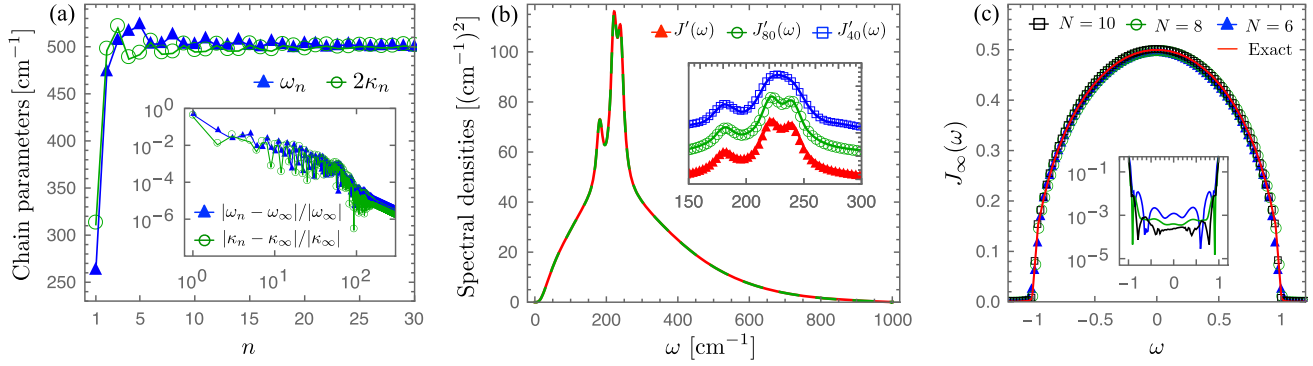 (a)
Chain parameters [cm⁻¹]
500
450
400
350
300
250
ωₙ 2κₙ
10⁰
10⁻²
10⁻⁴
10⁻⁶
|ωₙ − ω∞|/|ω∞|
|κₙ − κ∞|/|κ∞|
10⁰ 10¹ 10²
1 5 10 15 20 25 30
n
(b)
Spectral densities [(cm⁻¹)²]
120
100
80
60
40
20
0
J′(ω) J′₈₀(ω) J′₄₀(ω)
150 200 250 300
0 200 400 600 800 1000
ω [cm⁻¹]
(c)
N = 10 N = 8 N = 6
Exact
J∞(ω)
0.5
0.4
0.3
0.2
0.1
0.0
10⁻¹
10⁻³
10⁻⁵
−1 0 1
−1 −0.5 0 0.5 1
ω